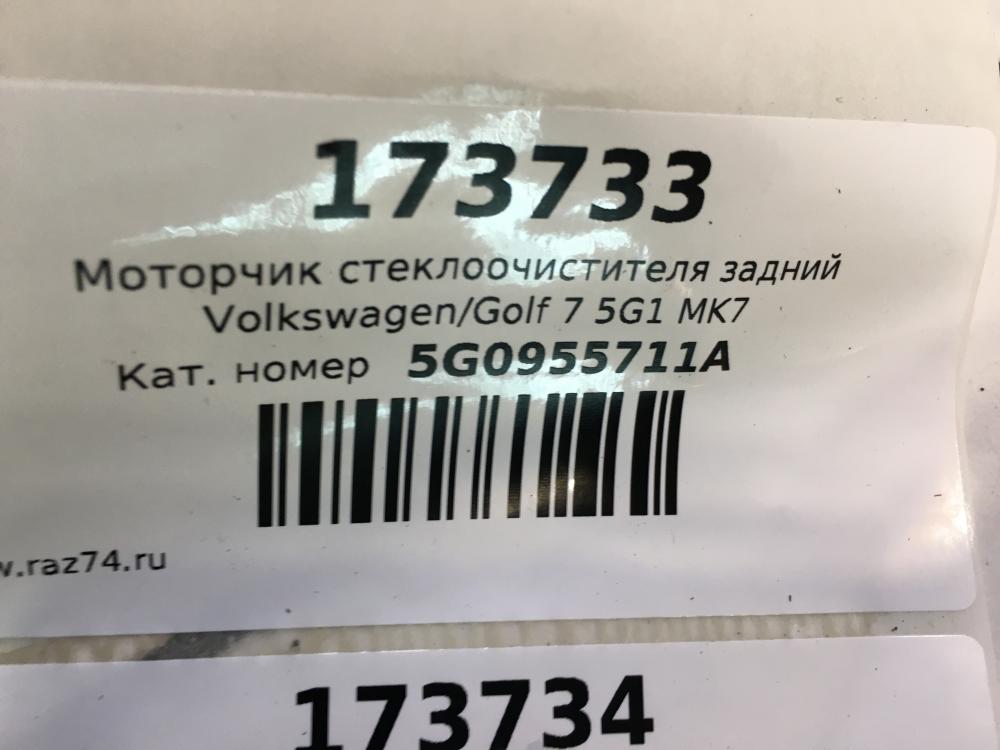 173733
Моторчик стеклоочистителя задний
Volkswagen/Golf 7 5G1 MK7
Кат. номер 5G0955711A
w.raz74.ru
173734